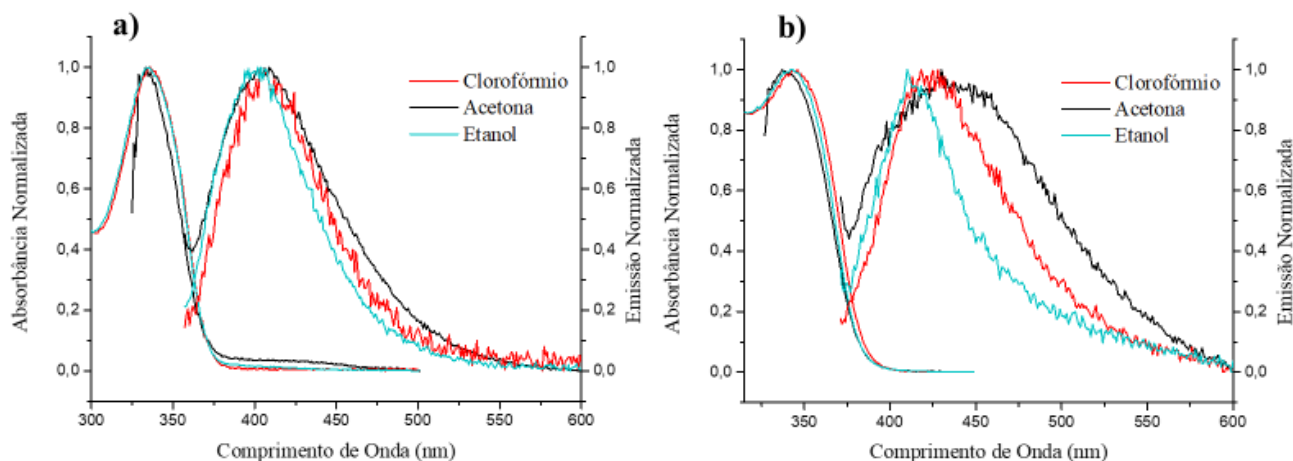 a)
Absorbância Normalizada
1,0
0,8
0,6
0,4
0,2
0,0
Clorofórmio
Acetona
Etanol
1,0
0,8
0,6
0,4
0,2
0,0
Emissão Normalizada
300 350 400 450 500 550 600
Comprimento de Onda (nm)
b)
Absorbância Normalizada
1,0
0,8
0,6
0,4
0,2
0,0
Clorofórmio
Acetona
Etanol
1,0
0,8
0,6
0,4
0,2
0,0
Emissão Normalizada
350 400 450 500 550 600
Comprimento de Onda (nm)